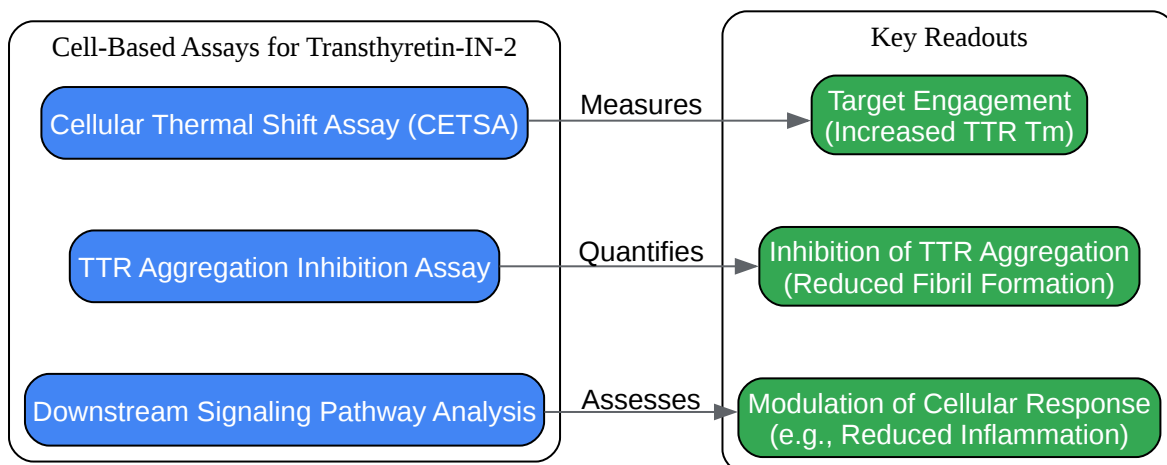 Cell-Based Assays for Transthyretin-IN-2
Key Readouts
Cellular Thermal Shift Assay (CETSA)
Measures
Target Engagement
(Increased TTR Tm)
TTR Aggregation Inhibition Assay
Quantifies
Inhibition of TTR Aggregation
(Reduced Fibril Formation)
Downstream Signaling Pathway Analysis
Assesses
Modulation of Cellular Response
(e.g., Reduced Inflammation)